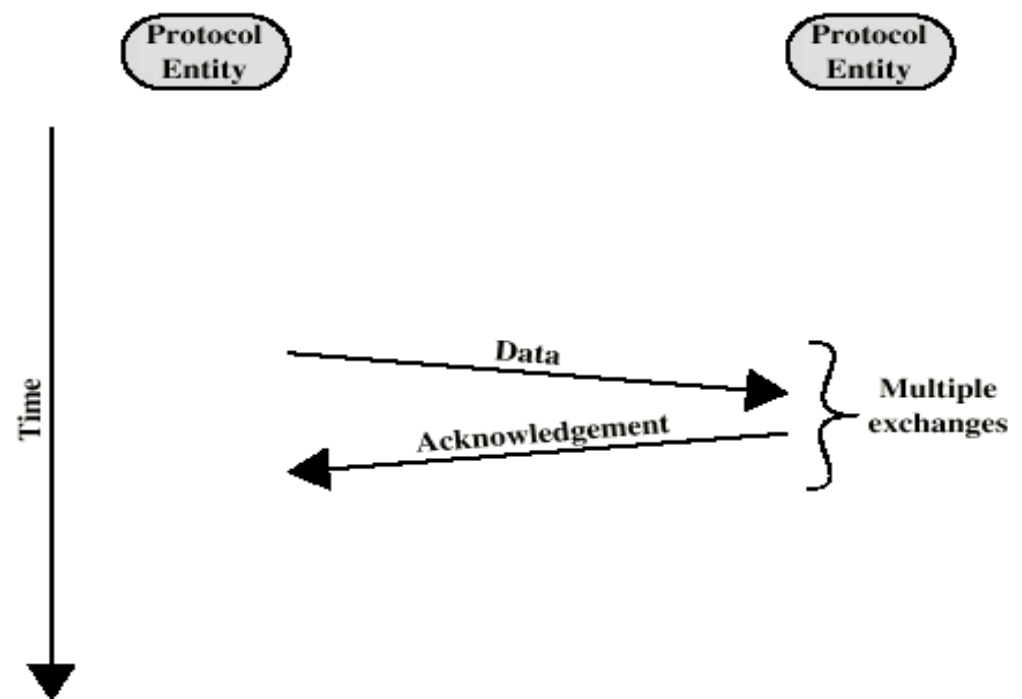 Protocol
Entity
Protocol
Entity
Time
Data
Acknowledgement
Multiple
exchanges